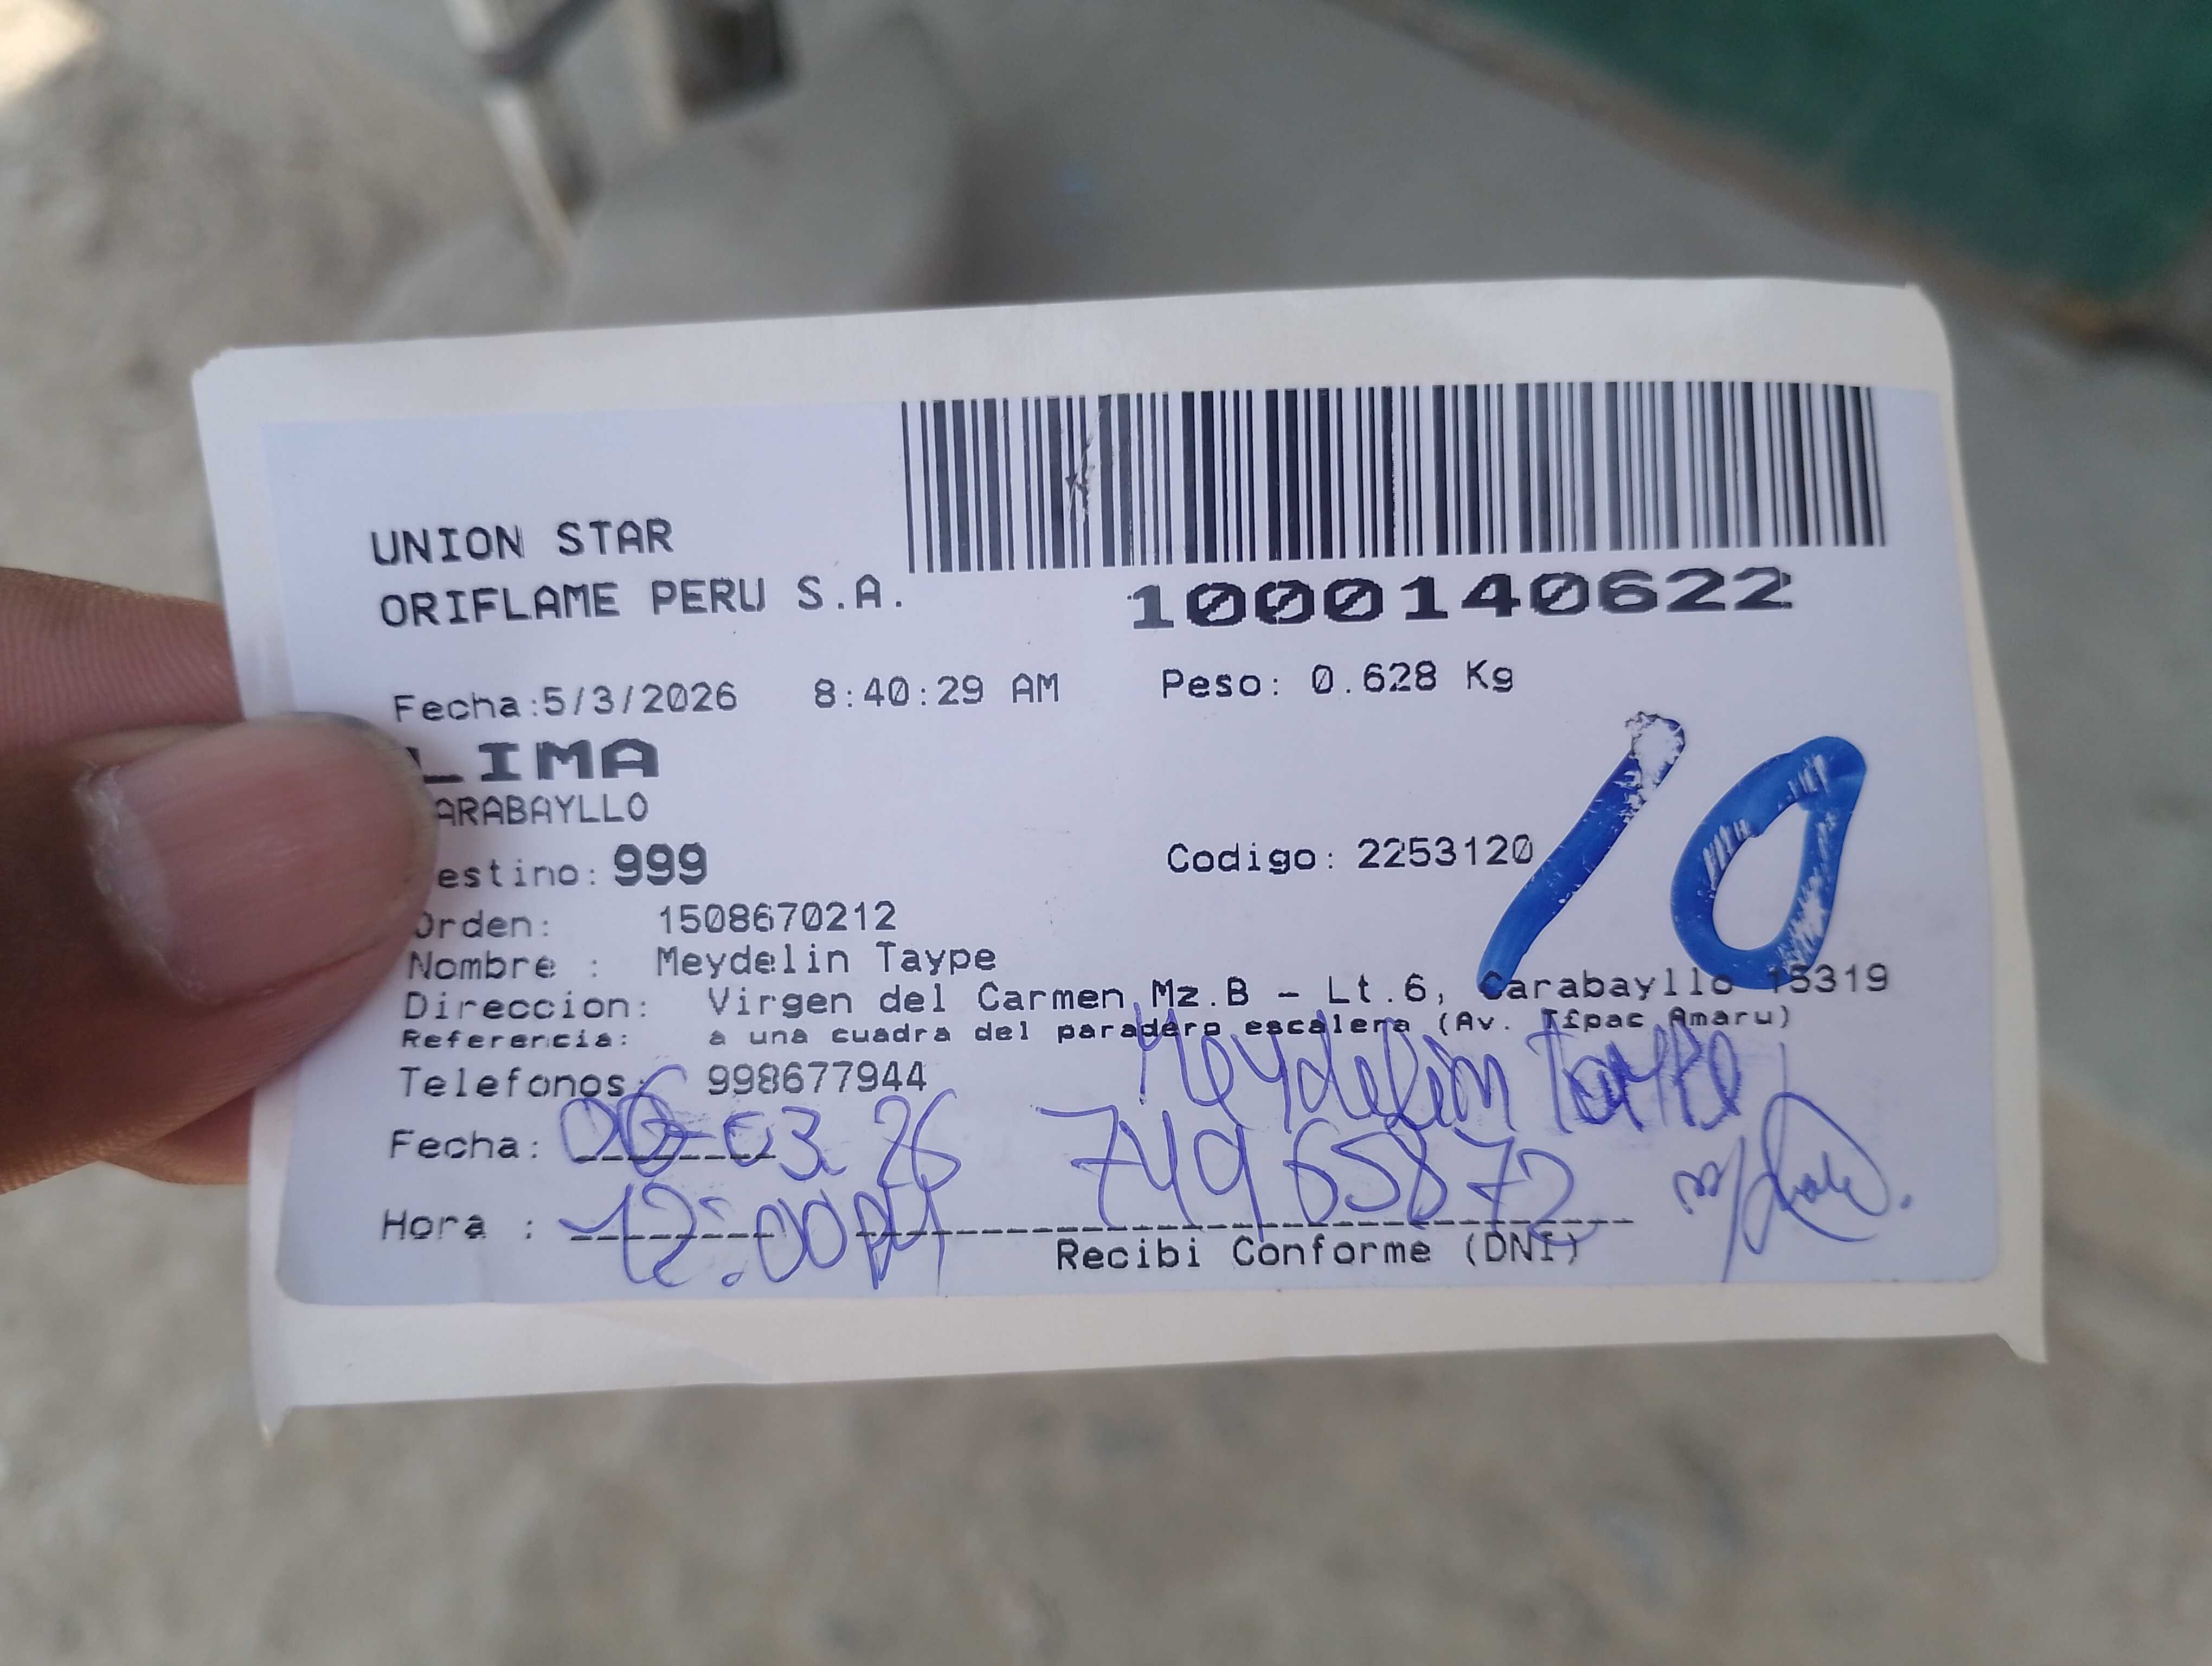 UNION STAR
ORIFLAME PERU S.A.
1000140622
Fecha:5/3/2026 8:40:29 AM Peso: 0.628 Kg
LIMA
ARABAYLLO
estino: 999 Codigo: 2253120
10
Orden: 1508670212
Nombre : Meydelin Taype
Direccion: Virgen del Carmen Mz.B - Lt.6, Carabayllo 15319
Referencia: a una cuadra del paradero escalera (Av. T£pac Amaru)
Telefonos: 998677944
Meydelin Taype
Fecha: 06-03.26 74965872
Hora : 12:00 PM
Recibi Conforme (DNI)